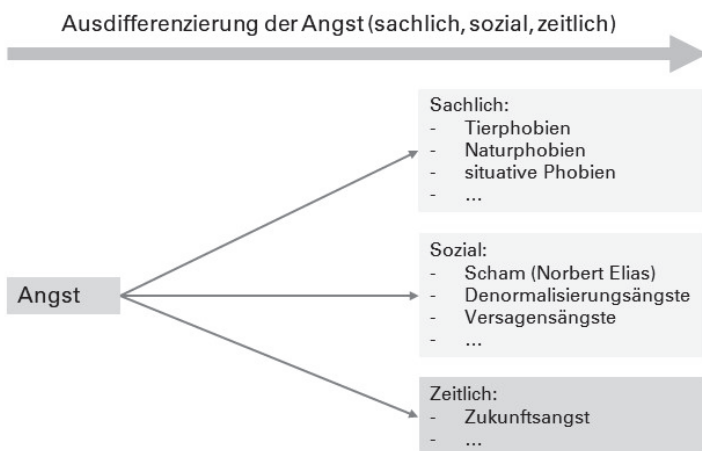 Ausdifferenzierung der Angst (sachlich, sozial, zeitlich)
Sachlich:
- Tierphobien
- Naturphobien
- situative Phobien
- ...
Angst
Sozial:
- Scham (Norbert Elias)
- Denormalisierungsängste
- Versagensängste
- ...
Zeitlich:
- Zukunftsangst
- ...